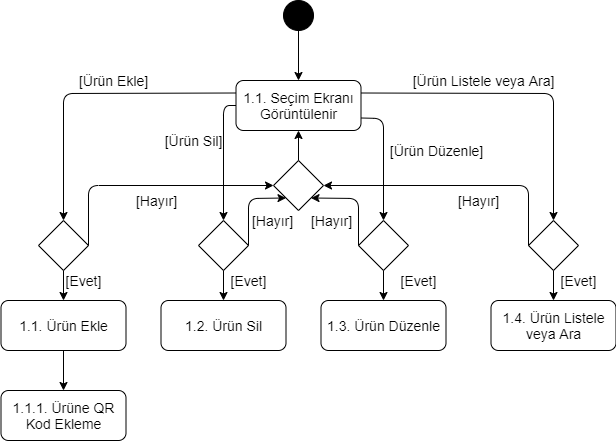 [Ürün Ekle]
[Ürün Listele veya Ara]
1.1. Seçim Ekranı
Görüntülenir
[Ürün Sil]
[Ürün Düzenle]
[Hayır]
[Hayır]
[Hayır]
[Hayır]
[Evet]
[Evet]
[Evet]
[Evet]
1.1. Ürün Ekle
1.2. Ürün Sil
1.3. Ürün Düzenle
1.4. Ürün Listele
veya Ara
1.1.1. Ürüne QR
Kod Ekleme